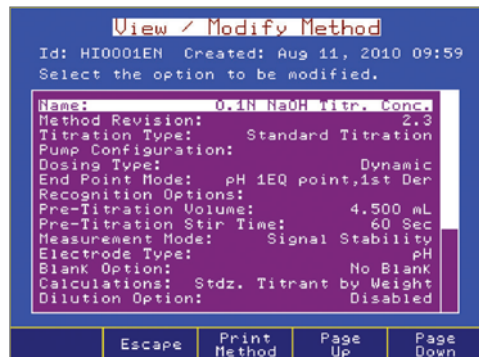 View / Modify Method
Id: HI0001EN Created: Aug 11, 2010 09:59
Select the option to be modified.
Name: 0.1N NaOH Titr. Conc.
Method Revision: 2.3
Titration Type: Standard Titration
Pump Configuration:
Dosing Type: Dynamic
End Point Mode: pH 1EQ point,1st Der
Recognition Options:
Pre-Titration Volume: 4.500 mL
Pre-Titration Stir Time: 60 Sec
Measurement Mode: Signal Stability
Electrode Type: pH
Blank Option: No Blank
Calculations: Stdz. Titrant by Weight
Dilution Option: Disabled
Escape Print Method Page Up Page Down